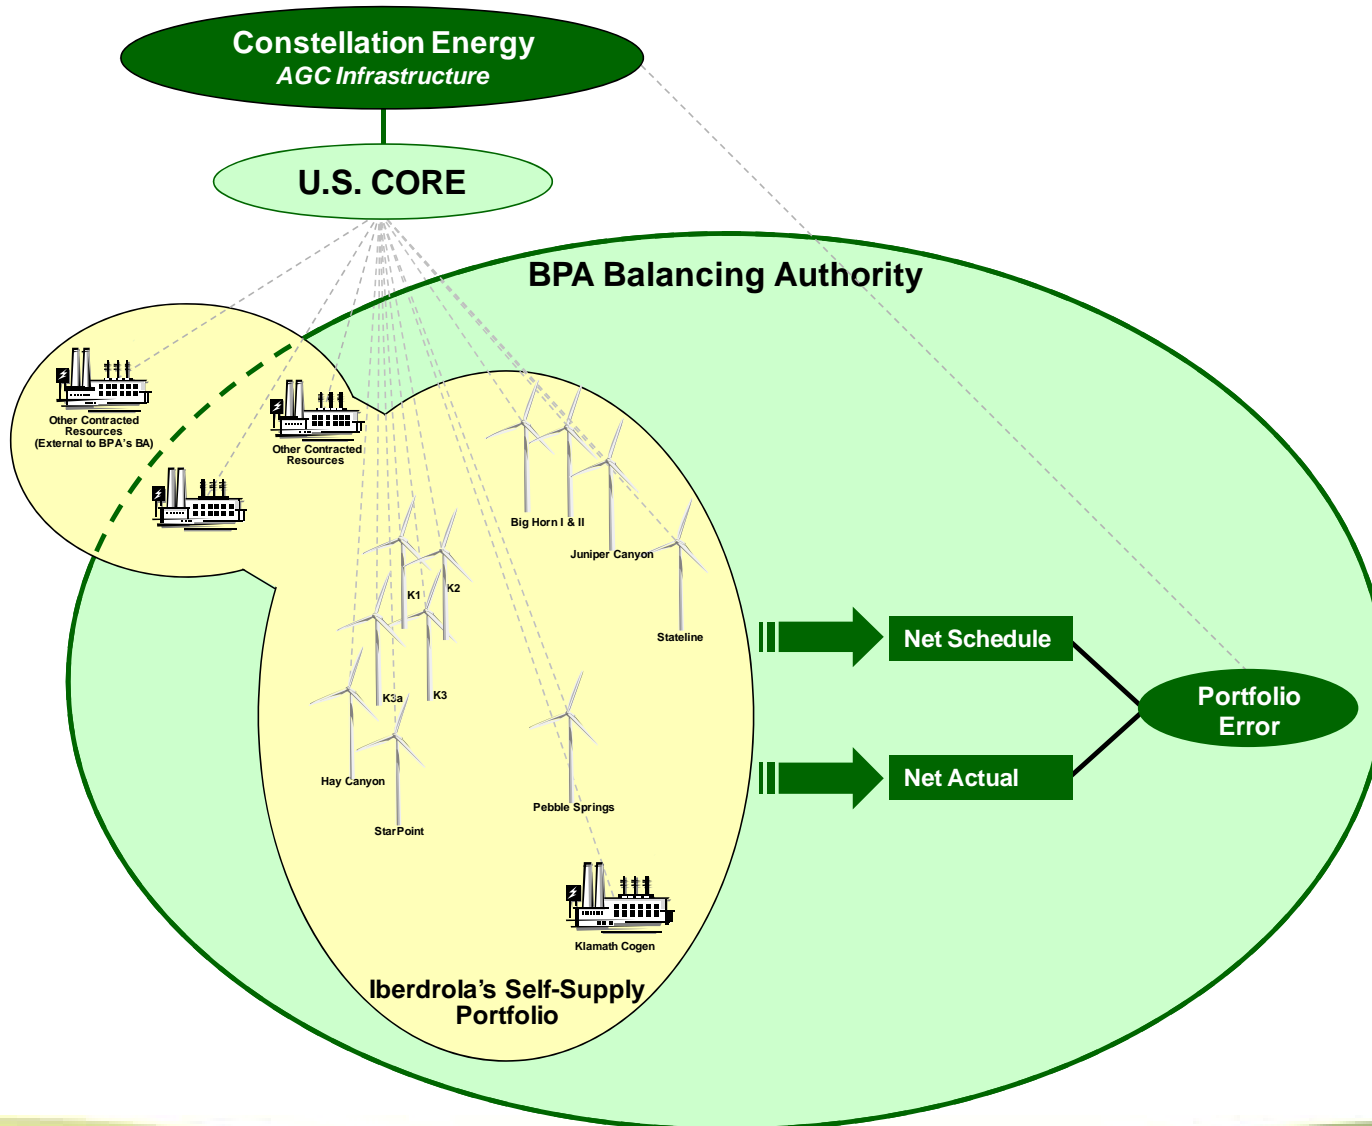 Constellation Energy
AGC Infrastructure
U.S. CORE
BPA Balancing Authority
Other Contracted
Resources
(External to BPA's BA)
Other Contracted
Resources
Big Horn I & II
Juniper Canyon
K1
K2
Stateline
K3a
K3
Hay Canyon
StarPoint
Pebble Springs
Klamath Cogen
Iberdrola’s Self-Supply
Portfolio
Net Schedule
Net Actual
Portfolio
Error